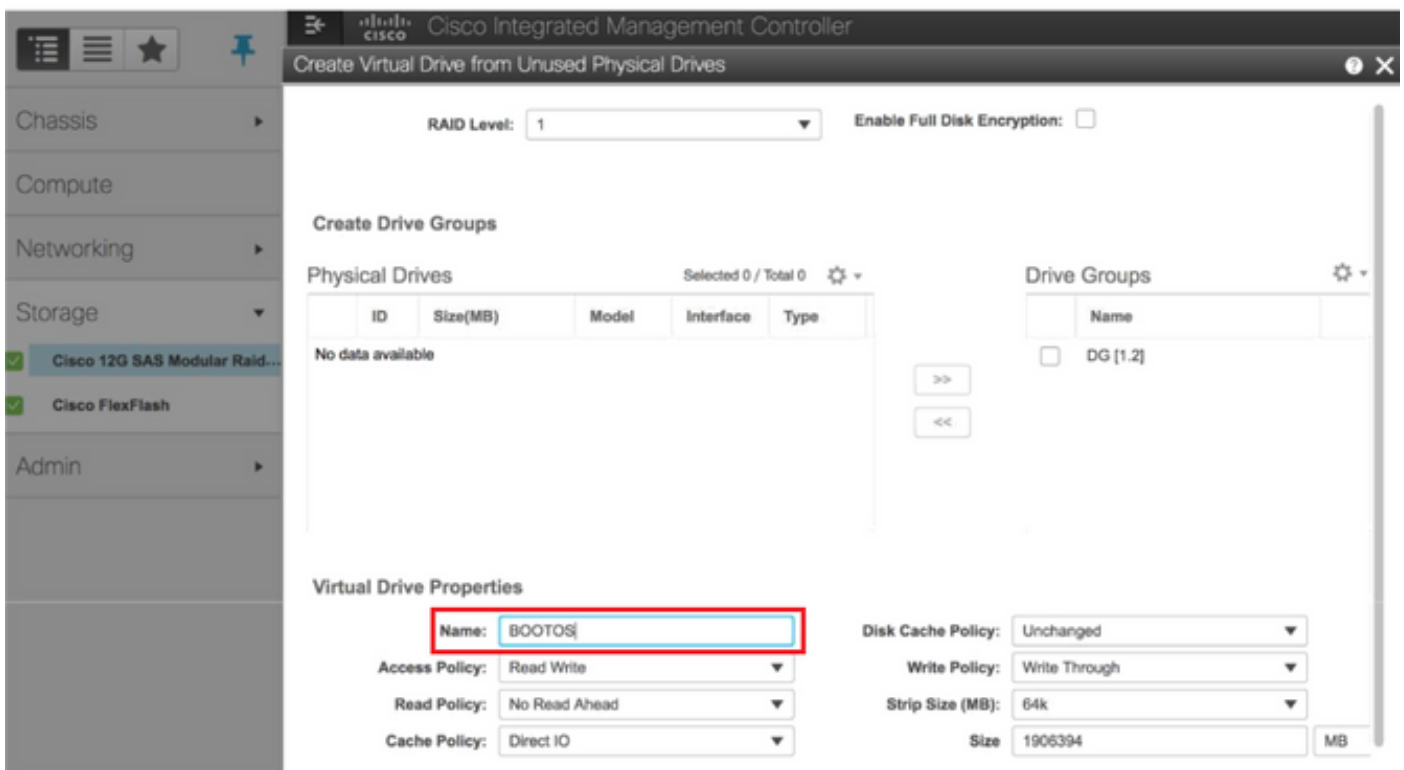 cisco Cisco Integrated Management Controller
Create Virtual Drive from Unused Physical Drives
Chassis
Compute
Networking
Storage
Cisco 12G SAS Modular Raid...
Cisco FlexFlash
Admin
RAID Level: 1 Enable Full Disk Encryption:
Create Drive Groups
Physical Drives Selected 0 / Total 0 Drive Groups
ID Size(MB) Model Interface Type Name
No data available DG [1.2]
>>
<<
Virtual Drive Properties
Name: BOOTOS Disk Cache Policy: Unchanged
Access Policy: Read Write Write Policy: Write Through
Read Policy: No Read Ahead Strip Size (MB): 64k
Cache Policy: Direct IO Size 1906394 MB